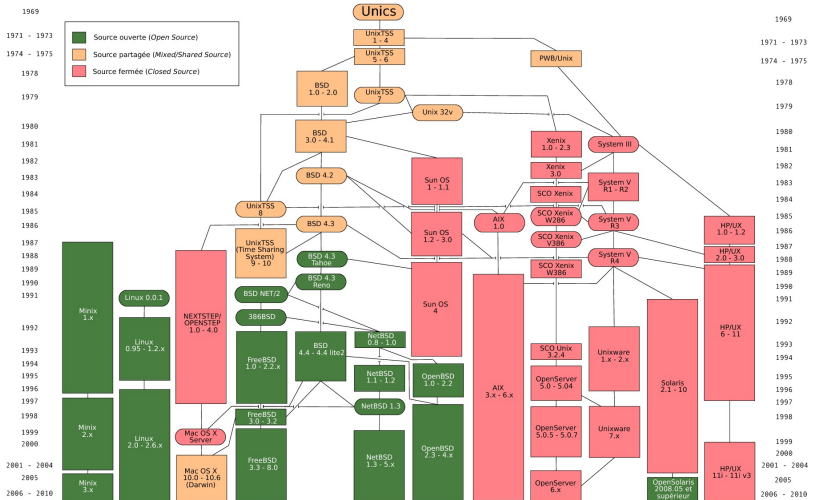 Unics
1969
1971 - 1973
1974 - 1975
1978
1979
1980
1981
1982
1983
1984
1985
1986
1987
1988
1989
1990
1991
1992
1993
1994
1995
1996
1997
1998
1999
2000
2001 - 2004
2005
2006 - 2010
Source ouverte (Open Source)
Source partagée (Mixed/Shared Source)
Source fermée (Closed Source)
UnixTSS
1 - 4
UnixTSS
5 - 6
PWB/Unix
BSD
1.0 - 2.0
UnixTSS
7
Unix 32v
BSD
3.0 - 4.1
Xenix
1.0 - 2.3
System III
Sun OS
1 - 1.1
Xenix
3.0
BSD 4.2
System V
R1 - R2
SCO Xenix
UnixTSS
8
AIX
1.0
SCO Xenix
W286
System V
R3
HP/UX
1.0 - 1.2
BSD 4.3
Sun OS
1.2 - 3.0
SCO Xenix
V386
UnixTSS
(Time Sharing
System)
9 - 10
BSD 4.3
Tahoe
System V
R4
HP/UX
2.0 - 3.0
SCO Xenix
W386
BSD 4.3
Reno
Minix
1.x
Linux 0.0.1
NEXTSTEP/
OPENSTEP
1.0 - 4.0
BSD NET/2
Sun OS
4
386BSD
HP/UX
6 - 11
Linux
0.95 - 1.2.x
NetBSD
0.8 - 1.0
BSD
4.4 - 4.4 lite2
SCO Unix
3.2.4
Unixware
1.x - 2.x
FreeBSD
1.0 - 2.2.x
NetBSD
1.1 - 1.2
OpenBSD
1.0 - 2.2
AIX
3.x - 6.x
OpenServer
5.0 - 5.04
Solaris
2.1 - 10
NetBSD 1.3
Minix
2.x
Linux
2.0 - 2.6.x
FreeBSD
3.0 - 3.2
OpenServer
5.0.5 - 5.0.7
Unixware
7.x
Mac OS X
Server
FreeBSD
3.3 - 8.0
NetBSD
1.3 - 5.x
OpenBSD
2.3 - 4.x
Mac OS X
10.0 - 10.6
(Darwin)
HP/UX
11i - 11i v3
Minix
3.x
OpenServer
6.x
OpenSolaris
2008.05 et
supérieur
1969
1971 - 1973
1974 - 1975
1978
1979
1980
1981
1982
1983
1984
1985
1986
1987
1988
1989
1990
1991
1992
1993
1994
1995
1996
1997
1998
1999
2000
2001 - 2004
2005
2006 - 2010